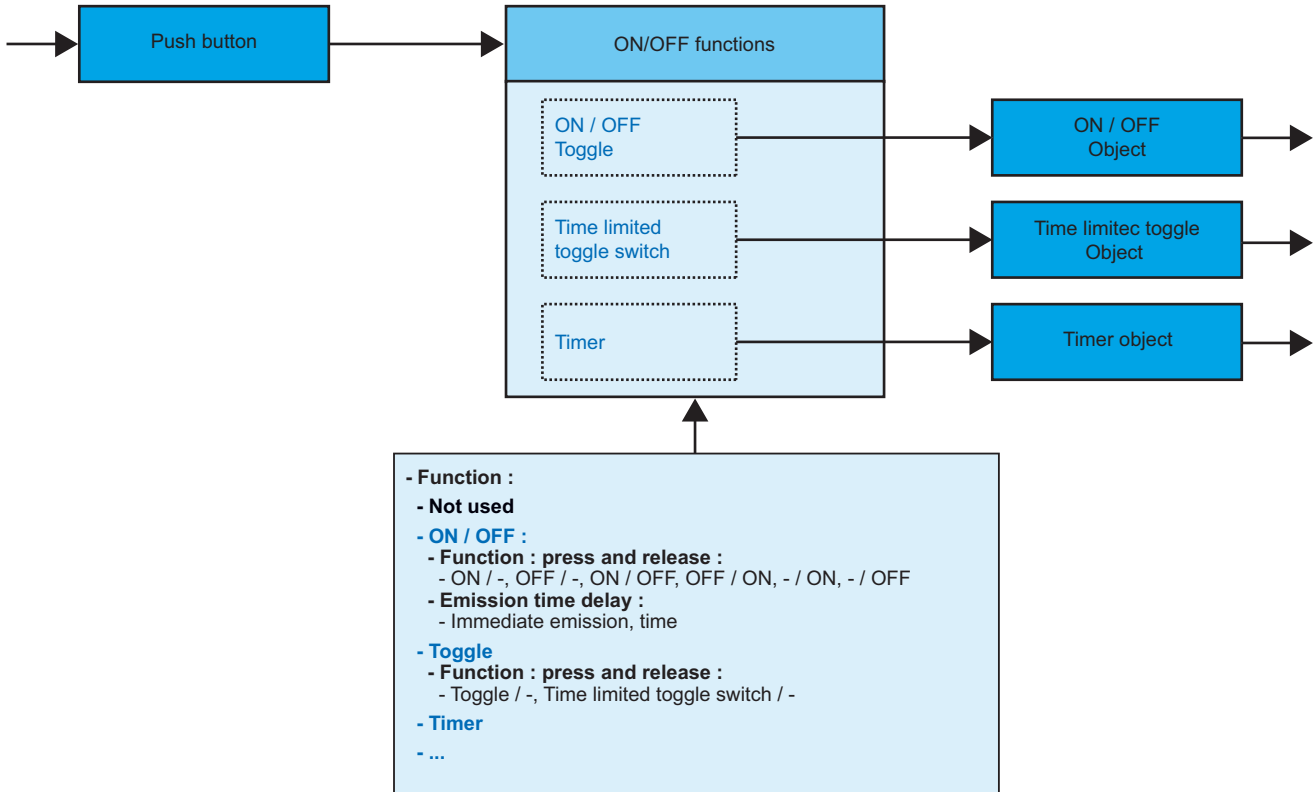 Push button
ON/OFF functions
ON / OFF
Toggle
ON / OFF
Object
Time limited
toggle switch
Time limitec toggle
Object
Timer
Timer object
- Function :
- Not used
- ON / OFF :
- Function : press and release :
- ON / -, OFF / -, ON / OFF, OFF / ON, - / ON, - / OFF
- Emission time delay :
- Immediate emission, time
- Toggle
- Function : press and release :
- Toggle / -, Time limited toggle switch / -
- Timer
- ...